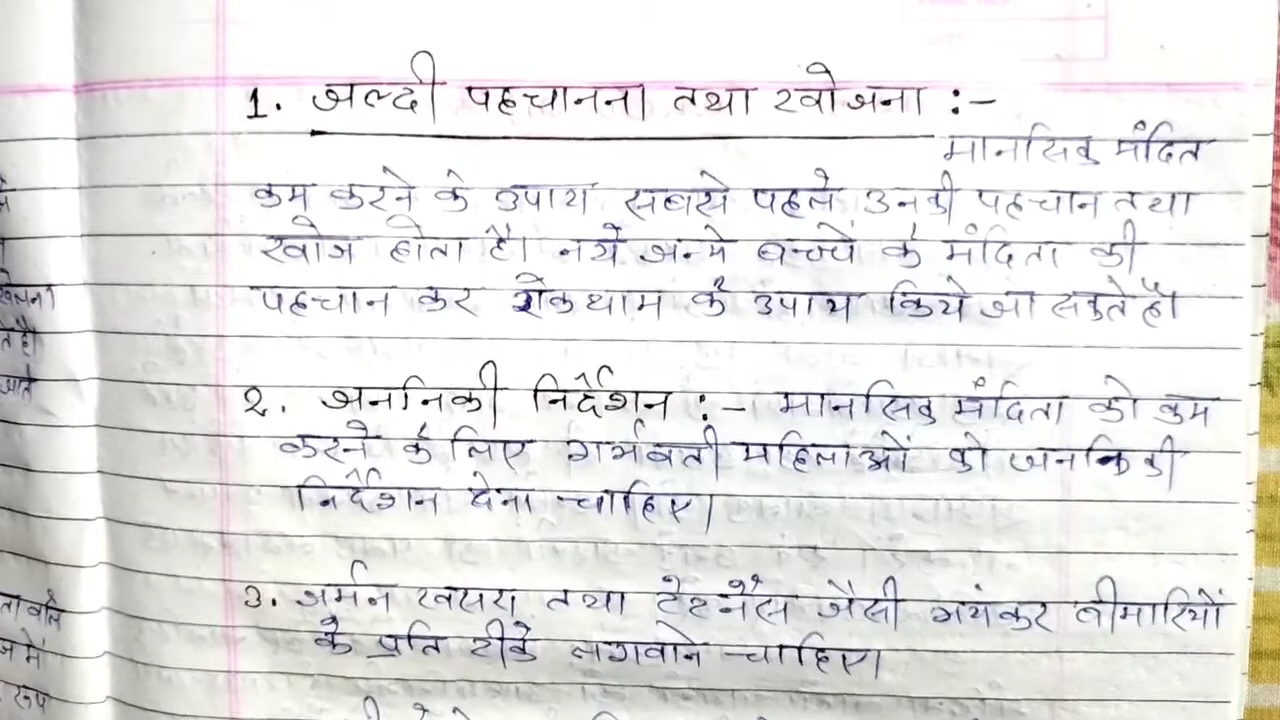 1. जल्दी पहचानना तथा खोजना :-
मानसिक मंदित
कम करने के उपाय सबसे पहले उनकी पहचान तथा
खोज होता है। नये जन्मे बच्चों के मंदिता की
पहचान कर रोकथाम के उपाय किये जा सकते है।
2. जननिकी निर्देशन :- मानसिक मंदिता को कम
करने के लिए गर्भवती महिलाओं को जननिकी
निर्देशन देना चाहिए।
3. जर्मन खसरा तथा टेटनेस जैसी भयंकर बीमारियों
के प्रति टीके लगवाने चाहिए।